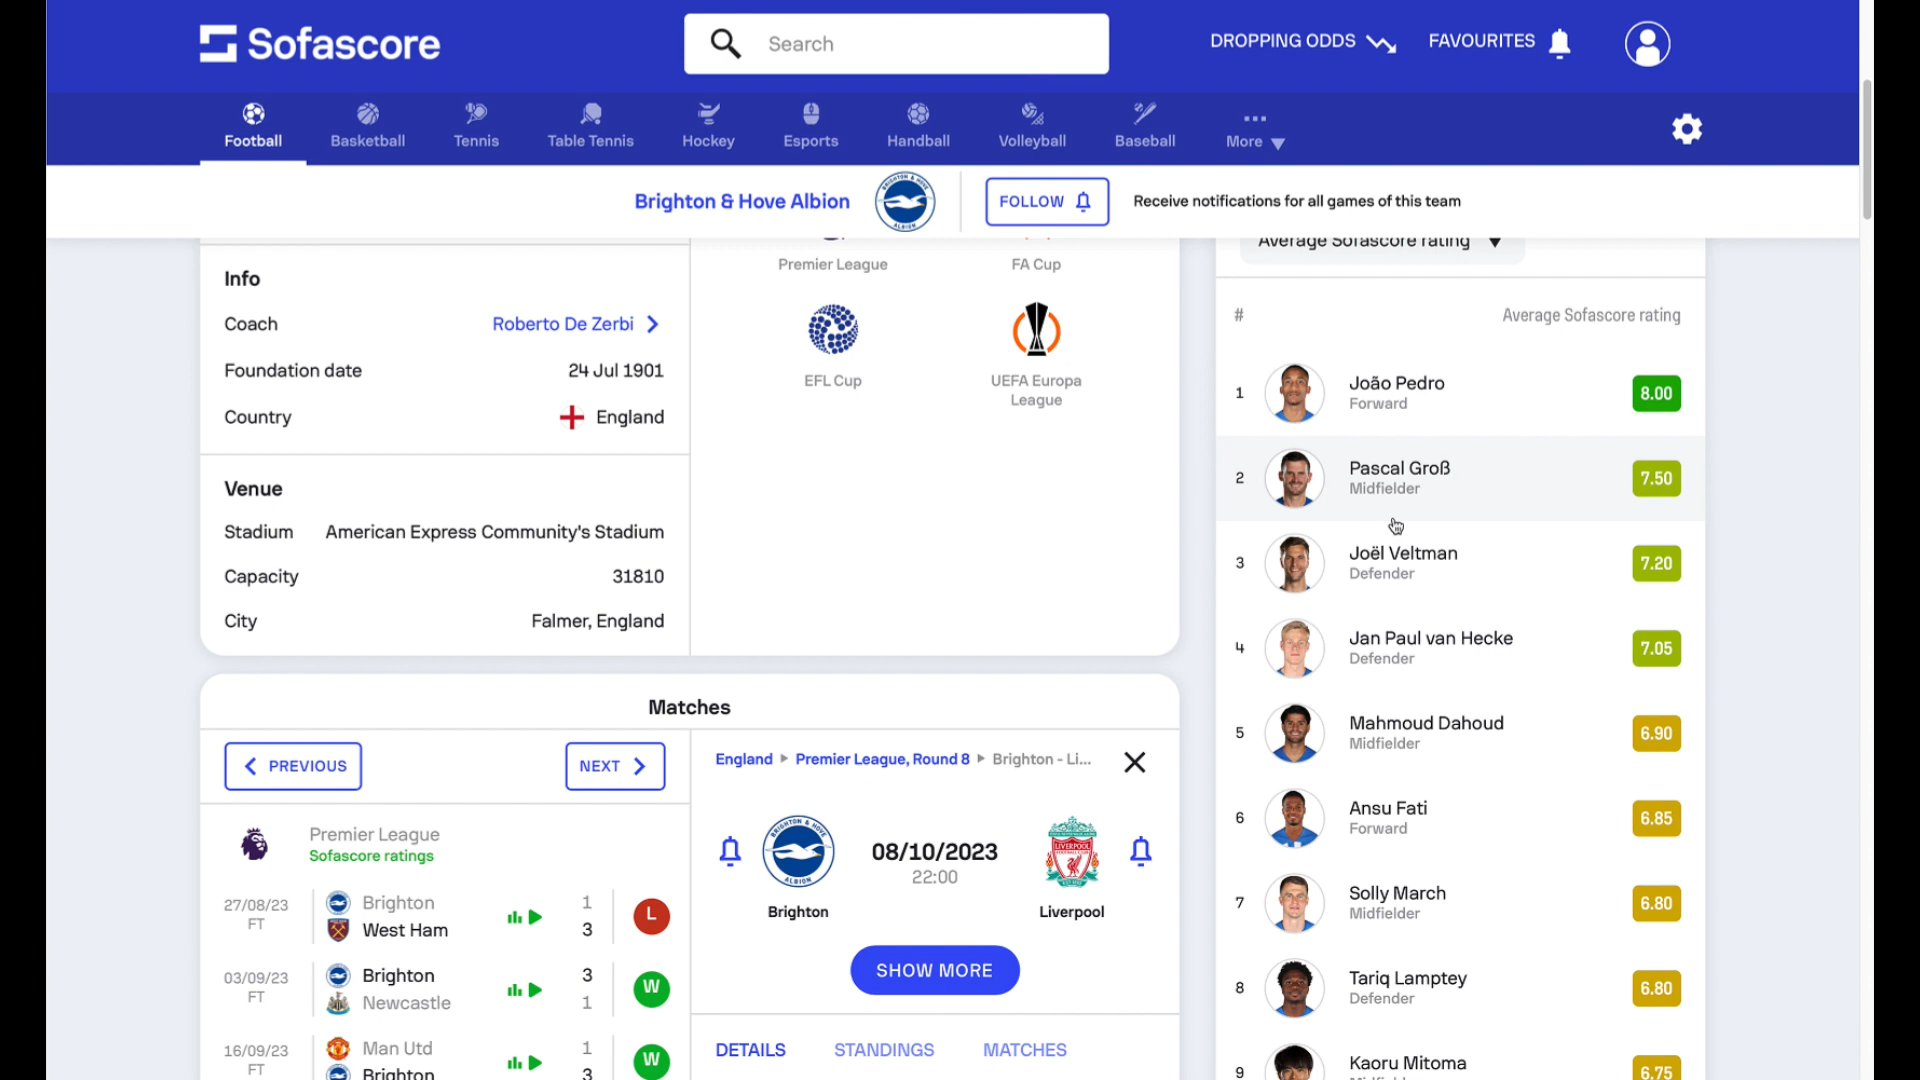 Sofascore
Search
DROPPING ODDS
FAVOURITES
Football
Basketball
Tennis
Table Tennis
Hockey
Esports
Handball
Volleyball
Baseball
More
Brighton & Hove Albion
FOLLOW
Receive notifications for all games of this team
Info
Coach
Roberto De Zerbi
Foundation date
24 Jul 1901
Country
England
Venue
Stadium
American Express Community's Stadium
Capacity
31810
City
Falmer, England
Premier League
FA Cup
EFL Cup
UEFA Europa
League
Matches
PREVIOUS
NEXT
Premier League
Sofascore ratings
27/08/23
FT
Brighton
West Ham
1
3
L
03/09/23
FT
Brighton
Newcastle
3
1
W
16/09/23
FT
Man Utd
Brighton
1
3
W
England
Premier League, Round 8
Brighton - Li...
BRIGHTON & HOVE
ALBION
08/10/2023
22:00
LIVERPOOL
Brighton
Liverpool
SHOW MORE
DETAILS
STANDINGS
MATCHES
Average Sofascore rating
#
Average Sofascore rating
1
João Pedro
Forward
8.00
2
Pascal Groß
Midfielder
7.50
3
Joël Veltman
Defender
7.20
4
Jan Paul van Hecke
Defender
7.05
5
Mahmoud Dahoud
Midfielder
6.90
6
Ansu Fati
Forward
6.85
7
Solly March
Midfielder
6.80
8
Tariq Lamptey
Defender
6.80
9
Kaoru Mitoma
6.75